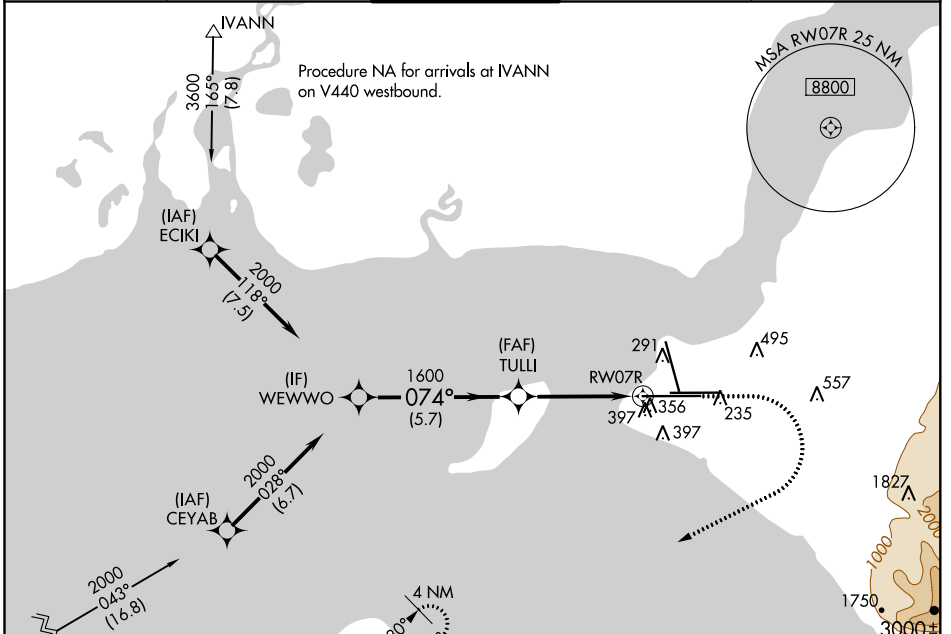 IVANN
3600
165°
(7.8)
Procedure NA for arrivals at IVANN
on V440 westbound.
MSA RW07R 25 NM
8800
(IAF)
ECIKI
2000
118°
(7.5)
(IF)
WEWWO
1600
074°
(5.7)
(FAF)
TULLI
RW07R
291
495
557
356
397
397
235
(IAF)
CEYAB
2000
028°
(6.7)
2000
043°
(16.8)
4 NM
1827
2000
1000
1750
3000±